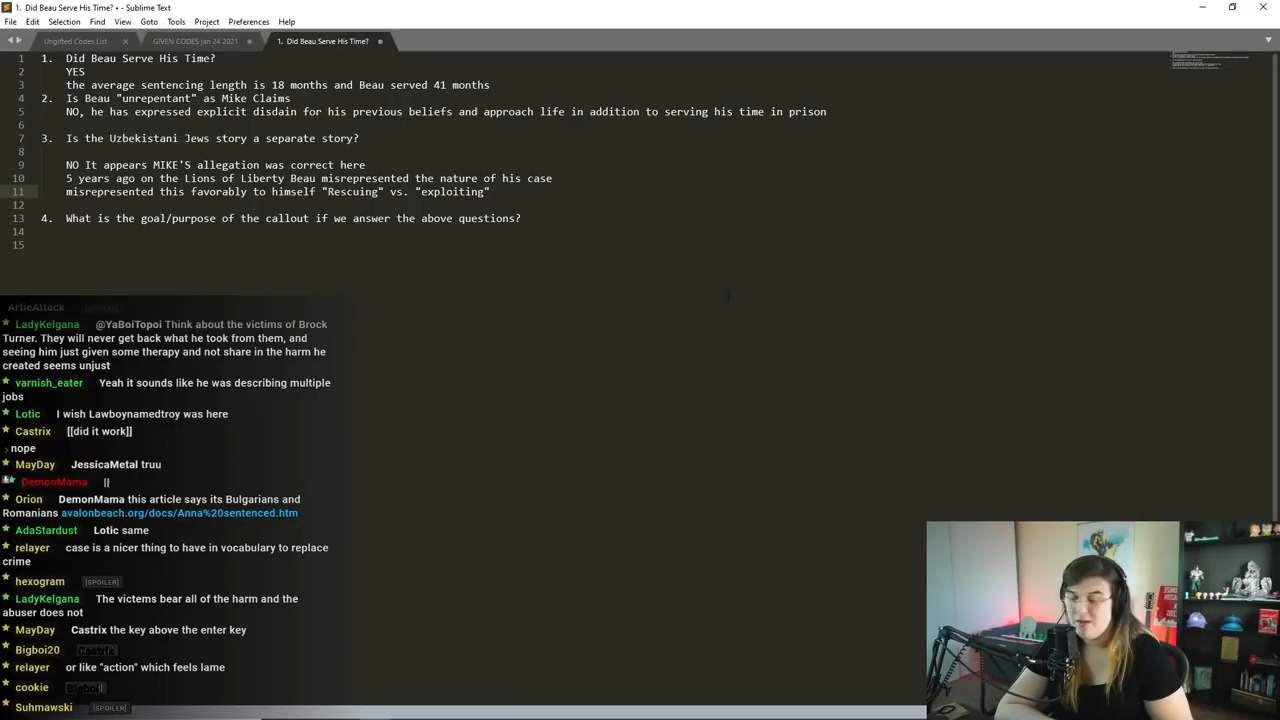 1. Did Beau Serve His Time? • - Sublime Text
File Edit Selection Find View Goto Tools Project Preferences Help
Ungifted Codes List GIVEN CODES jan 24 2021 1. Did Beau Serve His Time?
1 1. Did Beau Serve His Time?
2 YES
3 the average sentencing length is 18 months and Beau served 41 months
4 2. Is Beau "unrepentant" as Mike Claims
5 NO, he has expressed explicit disdain for his previous beliefs and approach life in addition to serving his time in prison
6
7 3. Is the Uzbekistani Jews story a separate story?
8
9 NO It appears MIKE'S allegation was correct here
10 5 years ago on the Lions of Liberty Beau misrepresented the nature of his case
11 misrepresented this favorably to himself "Rescuing" vs. "exploiting"
12
13 4. What is the goal/purpose of the callout if we answer the above questions?
14
15
ArtieAttack
LadyKelgana @YaBoiTopoi Think about the victims of Brock
Turner. They will never get back what he took from them, and
seeing him just given some therapy and not share in the harm he
created seems unjust
varnish_eater Yeah it sounds like he was describing multiple
jobs
Lotic I wish Lawboynamedtroy was here
Castrix [[did it work]]
> nope
MayDay JessicaMetal truu
DemonMama ||
Orion DemonMama this article says its Bulgarians and
Romanians avalonbeach.org/docs/Anna%20sentenced.htm
AdaStardust Lotic same
relayer case is a nicer thing to have in vocabulary to replace
crime
hexogram [SPOILER]
LadyKelgana The victems bear all of the harm and the
abuser does not
MayDay Castrix the key above the enter key
Bigboi20 Castrix
relayer or like "action" which feels lame
cookie
Suhmawski [SPOILER]